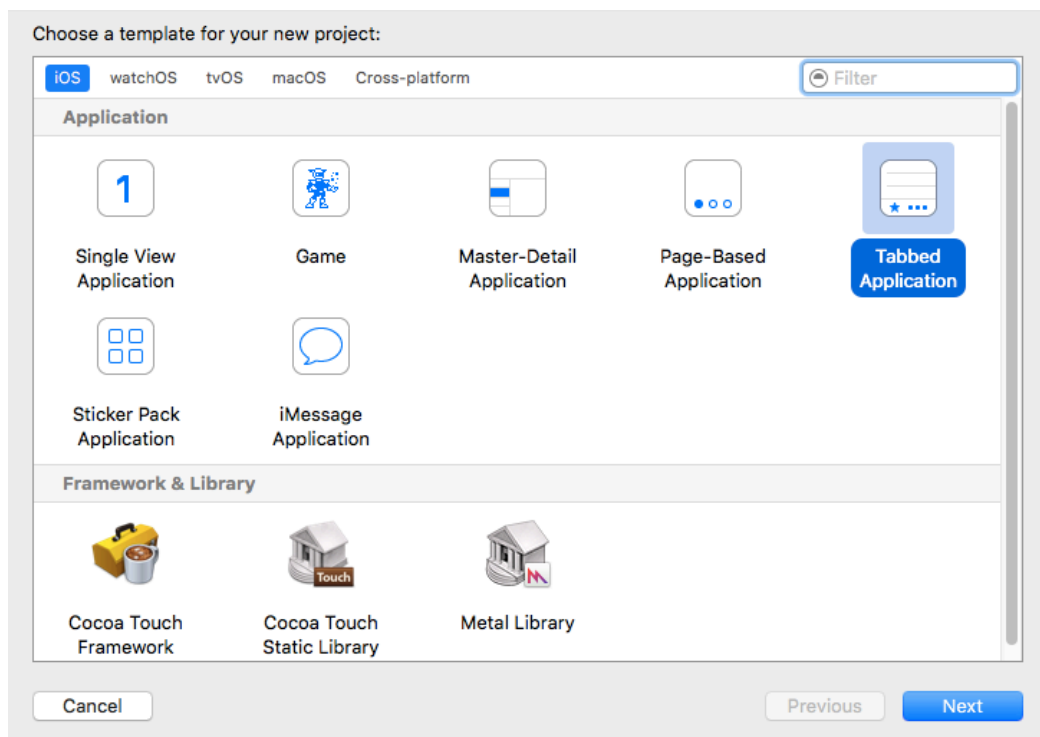 Choose a template for your new project:
iOS watchOS tvOS macOS Cross-platform Filter
Application
1
Single View Game Master-Detail Page-Based Tabbed
Application Application Application Application
Sticker Pack iMessage
Application Application
Framework & Library
Touch
Cocoa Touch Cocoa Touch Metal Library
Framework Static Library
Cancel Previous Next